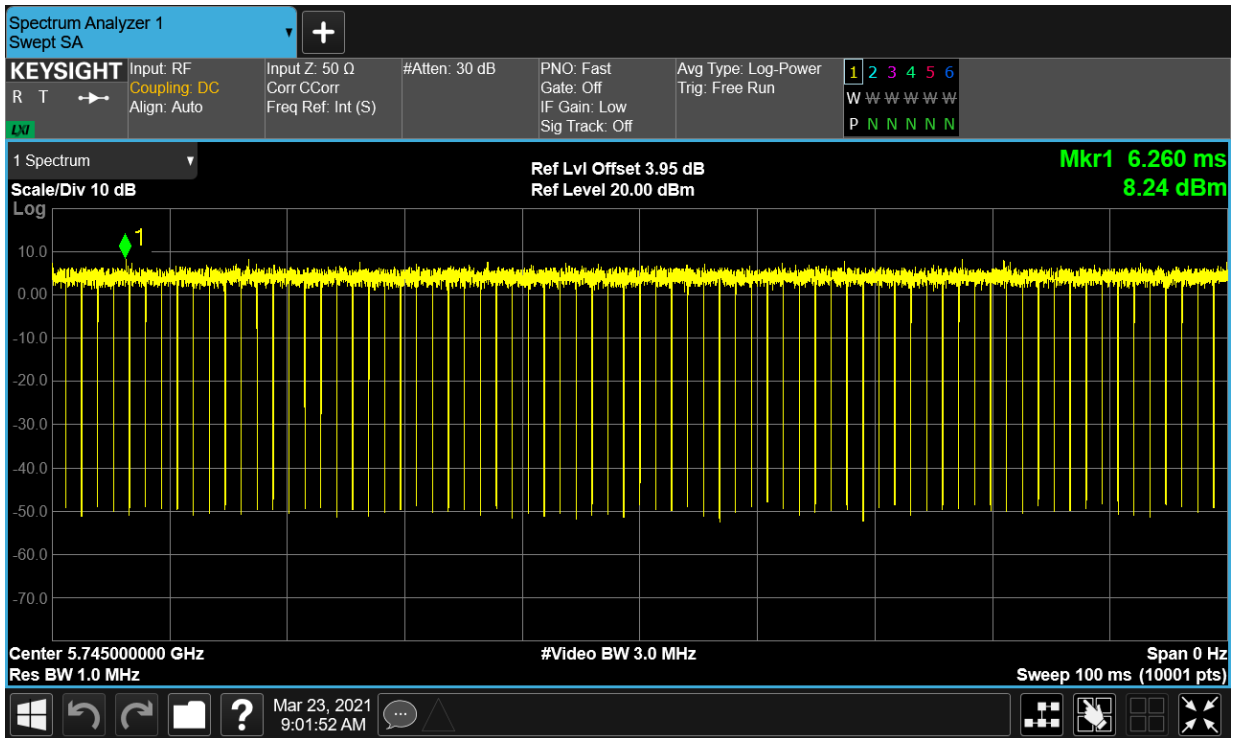 Spectrum Analyzer 1
Swept SA
KEYSIGHT
R T
LXI
Input: RF
Coupling: DC
Align: Auto
Input Z: 50 Ω
Corr CCorr
Freq Ref: Int (S)
#Atten: 30 dB
PNO: Fast
Gate: Off
IF Gain: Low
Sig Track: Off
Avg Type: Log-Power
Trig: Free Run
1 2 3 4 5 6
W W W W W W
P N N N N N
1 Spectrum
Scale/Div 10 dB
Log
Ref Lvl Offset 3.95 dB
Ref Level 20.00 dBm
Mkr1 6.260 ms
8.24 dBm
1
10.0
0.00
-10.0
-20.0
-30.0
-40.0
-50.0
-60.0
-70.0
Center 5.745000000 GHz
Res BW 1.0 MHz
#Video BW 3.0 MHz
Span 0 Hz
Sweep 100 ms (10001 pts)
Mar 23, 2021
9:01:52 AM